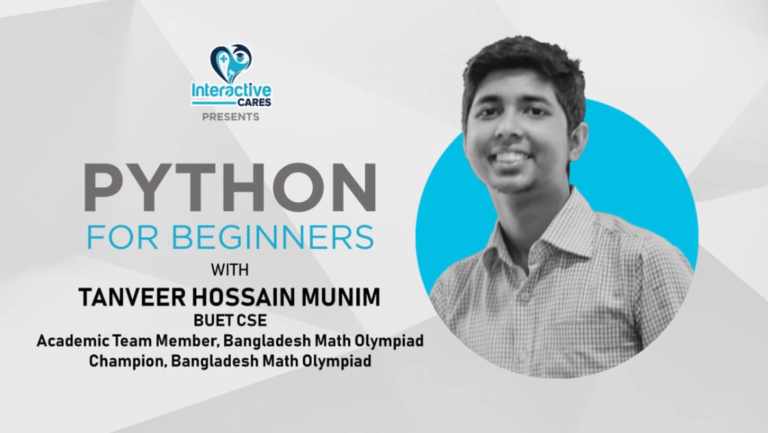 Interactive
CARES
PRESENTS
PYTHON
FOR BEGINNERS
WITH
TANVEER HOSSAIN MUNIM
BUET CSE
Academic Team Member, Bangladesh Math Olympiad
Champion, Bangladesh Math Olympiad